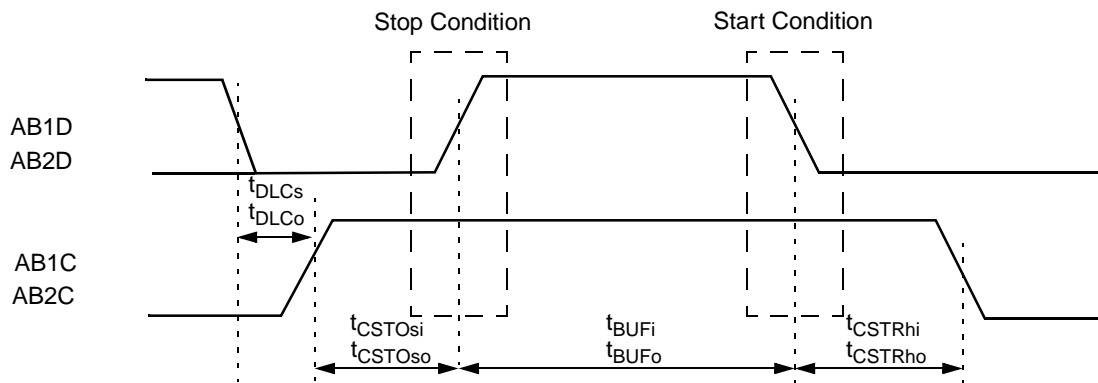 Stop Condition
Start Condition
AB1D
AB2D
tDLCs
tDLCo
AB1C
AB2C
tCSTOsi
tCSTOso
tBUFi
tBUFo
tCSTRhi
tCSTRho